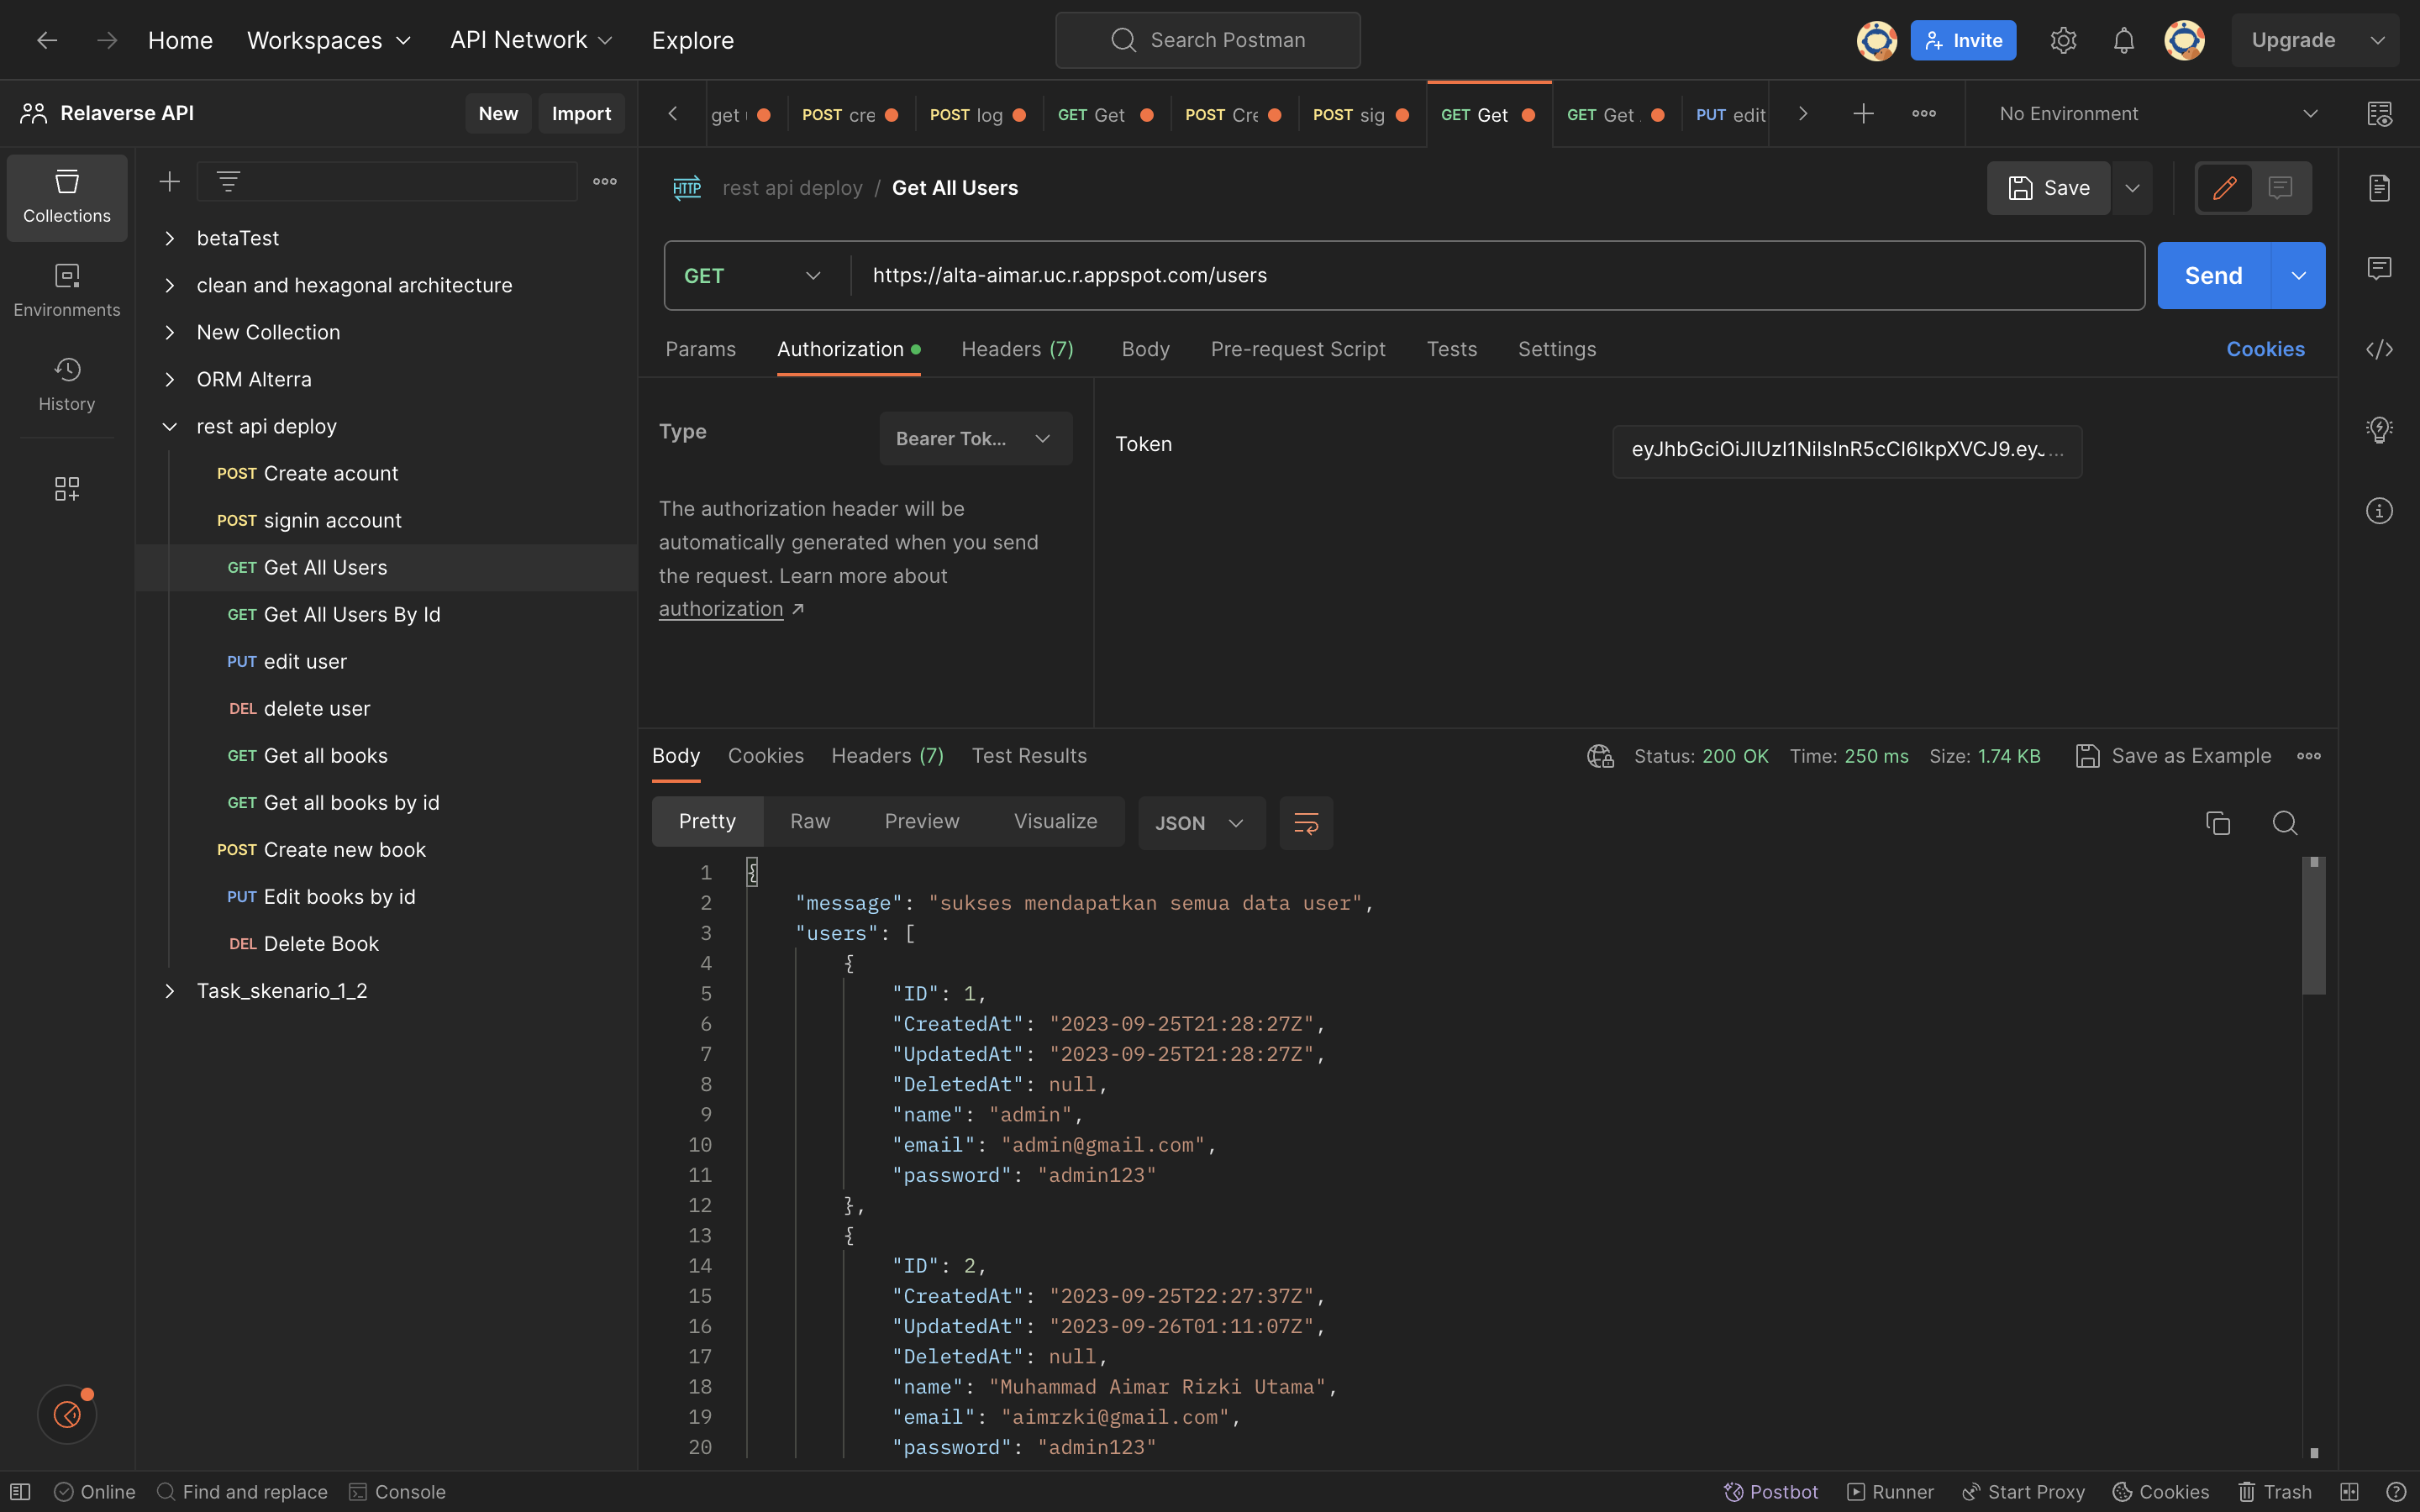 Home Workspaces API Network Explore Search Postman Invite Upgrade
Relaverse API New Import
get POST cre POST log GET Get POST Cre POST sig GET Get GET Get PUT edit No Environment
Collections
Environments
History
betaTest
clean and hexagonal architecture
New Collection
ORM Alterra
rest api deploy
POST Create acount
POST signin account
GET Get All Users
GET Get All Users By Id
PUT edit user
DEL delete user
GET Get all books
GET Get all books by id
POST Create new book
PUT Edit books by id
DEL Delete Book
Task_skenario_1_2
HTTP rest api deploy / Get All Users Save
GET https://alta-aimar.uc.r.appspot.com/users Send
Params Authorization Headers (7) Body Pre-request Script Tests Settings Cookies
Type Bearer Tok...
The authorization header will be
automatically generated when you send
the request. Learn more about
authorization
Token eyJhbGciOiJIUzI1NiIsInR5cCI6IkpXVCJ9.eyJ...
Body Cookies Headers (7) Test Results Status: 200 OK Time: 250 ms Size: 1.74 KB Save as Example
Pretty Raw Preview Visualize JSON
1 {
2 "message": "sukses mendapatkan semua data user",
3 "users": [
4 {
5 "ID": 1,
6 "CreatedAt": "2023-09-25T21:28:27Z",
7 "UpdatedAt": "2023-09-25T21:28:27Z",
8 "DeletedAt": null,
9 "name": "admin",
10 "email": "admin@gmail.com",
11 "password": "admin123"
12 },
13 {
14 "ID": 2,
15 "CreatedAt": "2023-09-25T22:27:37Z",
16 "UpdatedAt": "2023-09-26T01:11:07Z",
17 "DeletedAt": null,
18 "name": "Muhammad Aimar Rizki Utama",
19 "email": "aimrzki@gmail.com",
20 "password": "admin123"
Online Find and replace Console Postbot Runner Start Proxy Cookies Trash